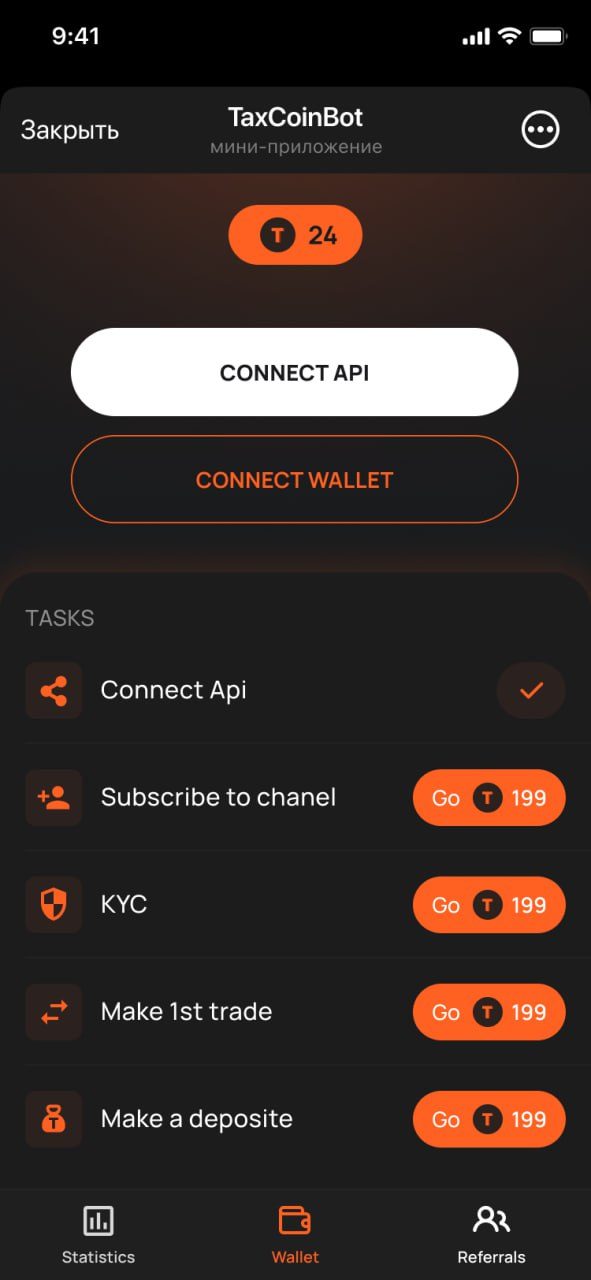 9:41
Закрыть
TaxCoinBot
мини-приложение
T 24
CONNECT API
CONNECT WALLET
TASKS
Connect Api
Subscribe to chanel
Go T 199
KYC
Go T 199
Make 1st trade
Go T 199
T
Make a deposite
Go T 199
Statistics
Wallet
Referrals